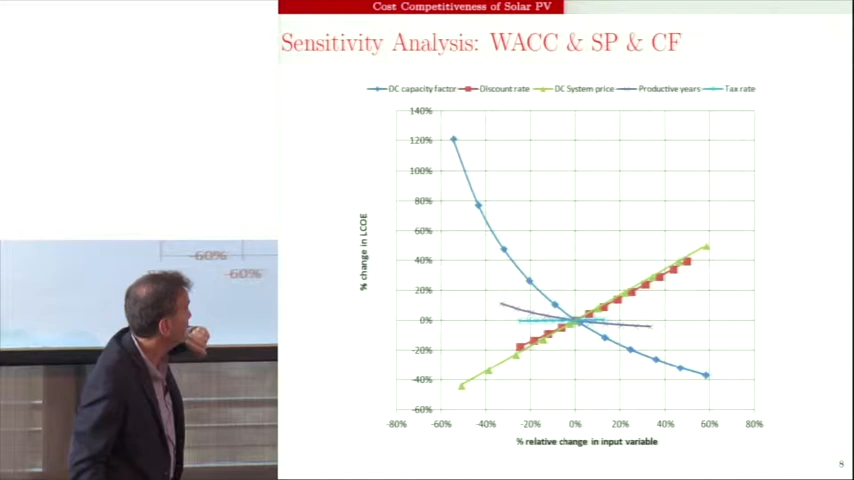 Cost Competitiveness of Solar PV
Sensitivity Analysis: WACC & SP & CF
DC capacity factor Discount rate DC System price Productive years Tax rate
140%
120%
100%
80%
60%
40%
20%
0%
-20%
-40%
-60%
-80% -60% -40% -20% 0% 20% 40% 60% 80%
% change in LCOE
% relative change in input variable
8
-60%
-60%